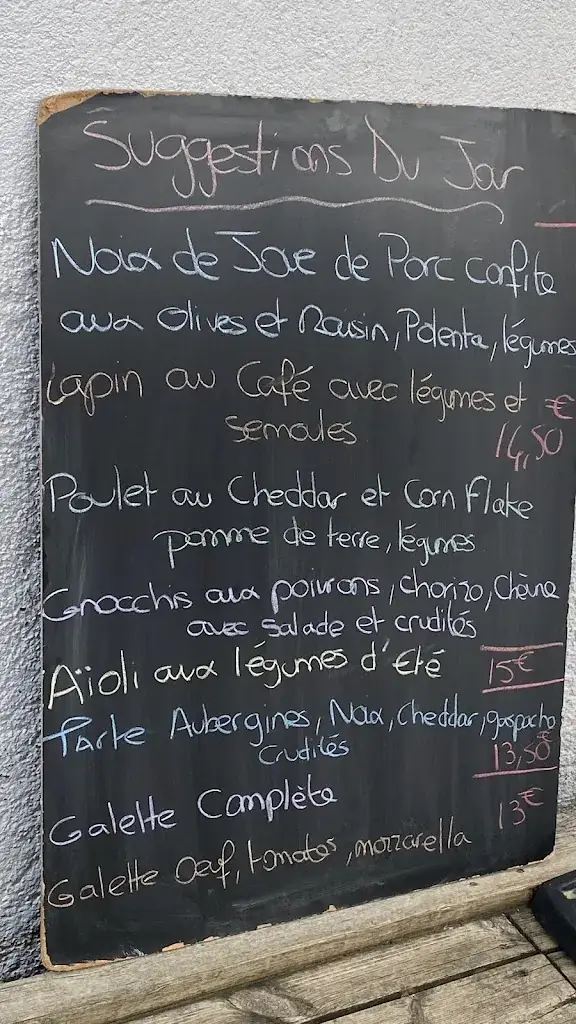 Suggestions Du Jour
Noix de Joue de Porc confite
aux Olives et Raisin, Polenta, légumes
Lapin au Café avec légumes et €
Semoules 14,50
Poulet au Cheddar et Corn Flake
pomme de terre, légumes
Gnocchis aux poivrons, chorizo, Chèvre
avec salade et crudités
Aïoli aux légumes d'Eté 15€
Tarte Aubergines, Noix, Cheddar, gaspacho
Crudités 13,50€
Galette Complète 13€
Galette Oeuf, tomates, mozzarella